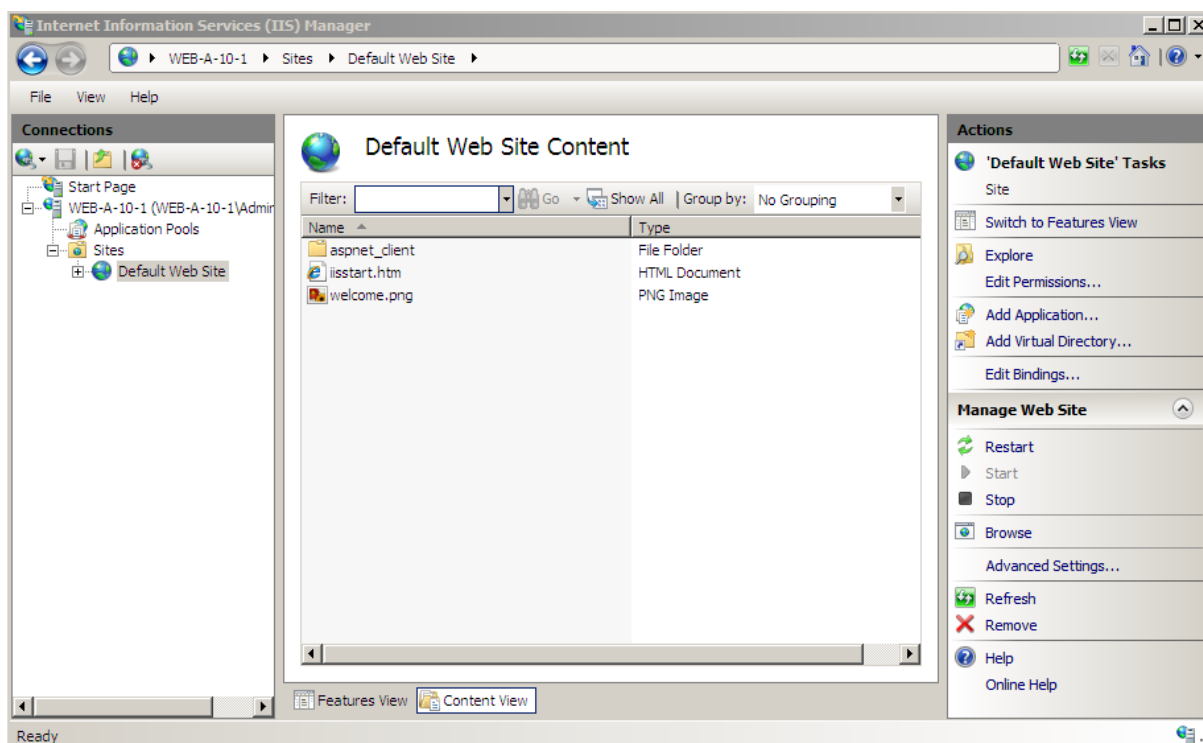 Internet Information Services (IIS) Manager
WEB-A-10-1 Sites Default Web Site
File View Help
Connections
Start Page
WEB-A-10-1 (WEB-A-10-1\Admir
Application Pools
Sites
Default Web Site
Default Web Site Content
Filter: Go Show All Group by: No Grouping
Name Type
aspnet_client File Folder
iisstart.htm HTML Document
welcome.png PNG Image
Features View Content View
Actions
'Default Web Site' Tasks
Site
Switch to Features View
Explore
Edit Permissions...
Add Application...
Add Virtual Directory...
Edit Bindings...
Manage Web Site
Restart
Start
Stop
Browse
Advanced Settings...
Refresh
Remove
Help
Online Help
Ready